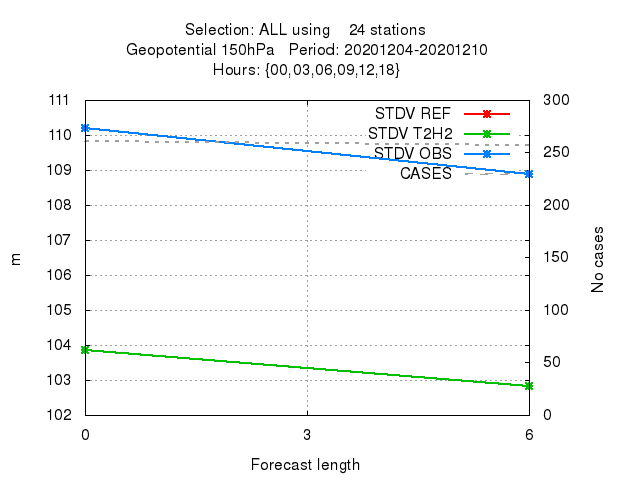 Selection: ALL using    24 stations
Geopotential 150hPa   Period: 20201204-20201210
Hours: {00,03,06,09,12,18}
111
110
109
108
107
106
105
104
103
102
m
STDV REF
STDV T2H2
STDV OBS
CASES
300
250
200
150
100
50
0
No cases
0
3
6
Forecast length